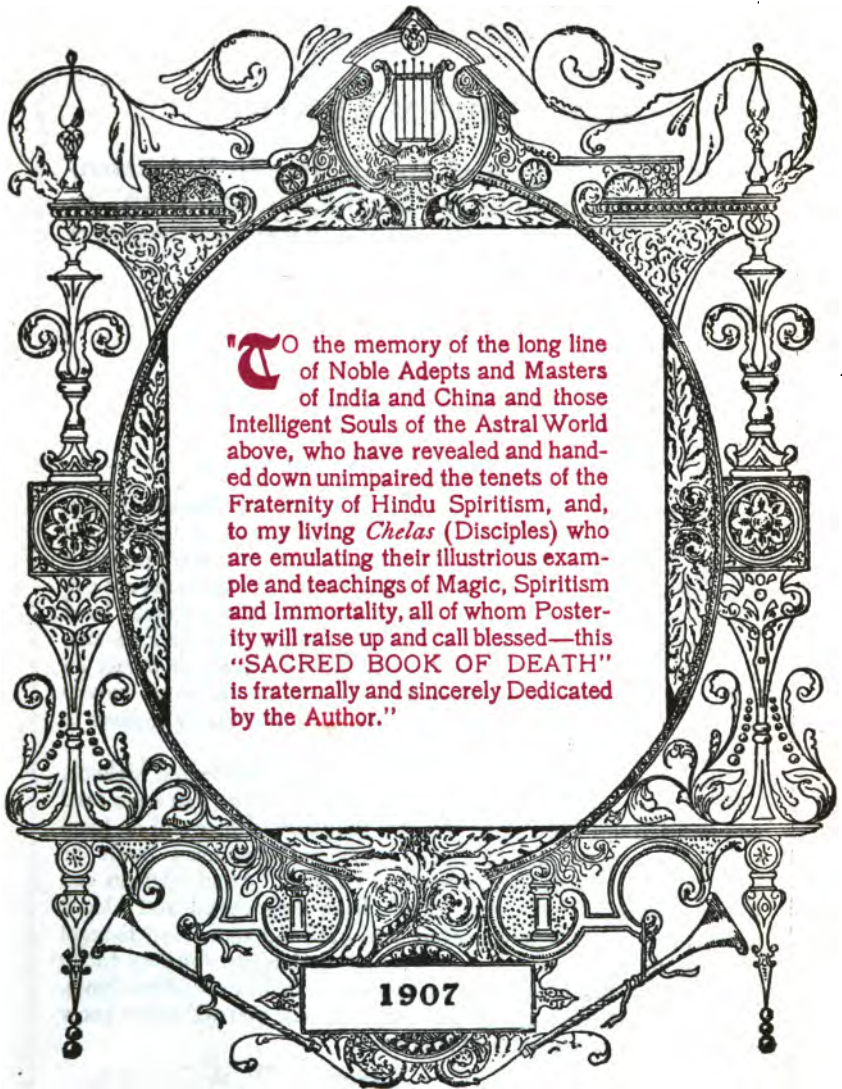 "TO the memory of the long line
of Noble Adepts and Masters
of India and China and those
Intelligent Souls of the Astral World
above, who have revealed and hand-
ed down unimpaired the tenets of the
Fraternity of Hindu Spiritism, and,
to my living Chelas (Disciples) who
are emulating their illustrious exam-
ple and teachings of Magic, Spiritism
and Immortality, all of whom Poster-
ity will raise up and call blessed—this
“SACRED BOOK OF DEATH”
is fraternally and sincerely Dedicated
by the Author.”
1907